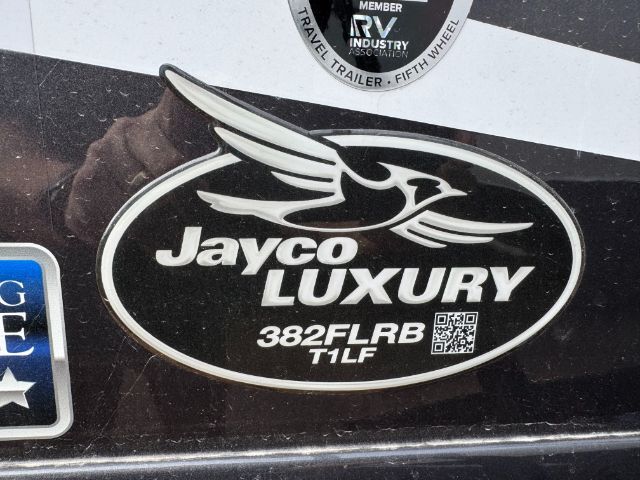 MEMBER
RV
INDUSTRY
ASSOCIATION
TRAVEL TRAILER • FIFTH WHEEL
Jayco
LUXURY
382FLRB
T1LF
G
E